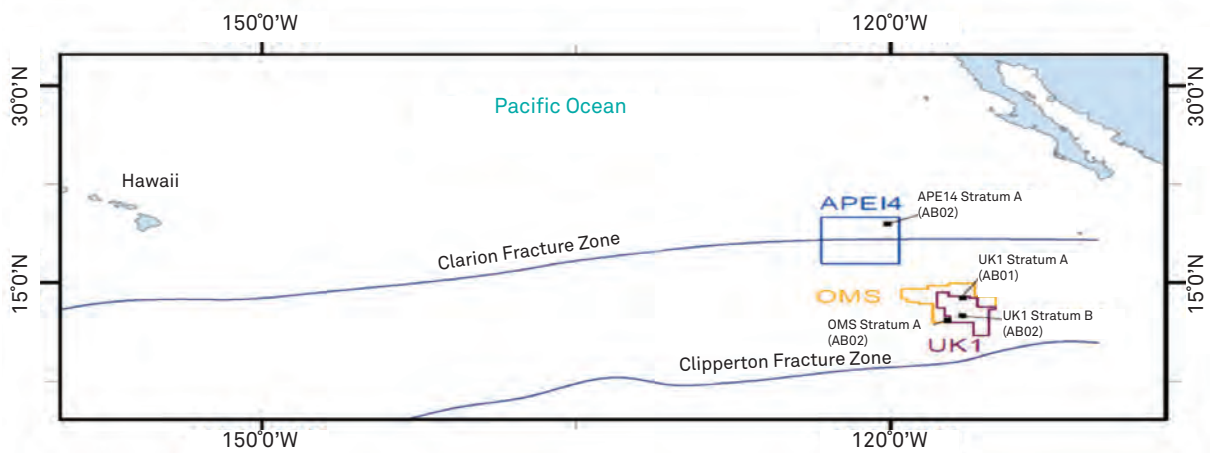 150°0'W
120°0'W
30°0'N
30°0'N
Pacific Ocean
Hawaii
APEI4
APE14 Stratum A
(AB02)
Clarion Fracture Zone
UK1 Stratum A
(AB01)
15°0'N
15°0'N
OMS
OMS Stratum A
(AB02)
UK1 Stratum B
(AB02)
UK1
Clipperton Fracture Zone
150°0'W
120°0'W